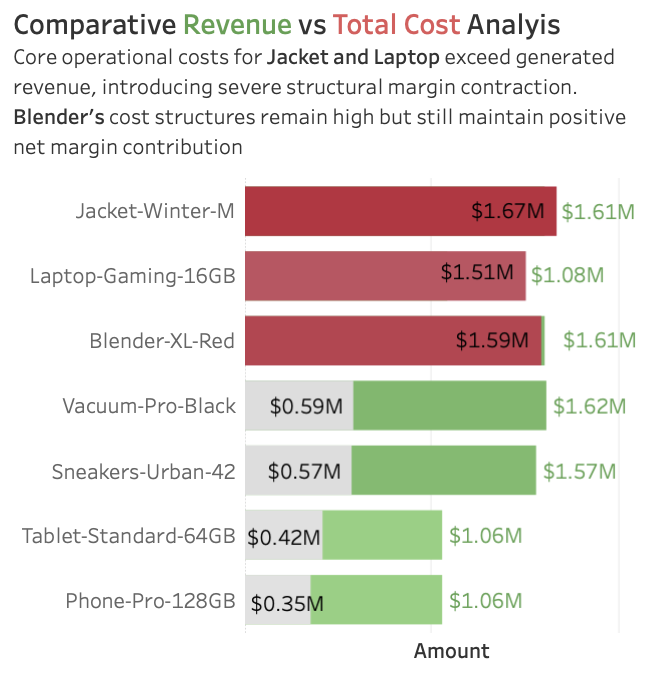 Comparative Revenue vs Total Cost Analyis
Core operational costs for Jacket and Laptop exceed generated
revenue, introducing severe structural margin contraction.
Blender’s cost structures remain high but still maintain positive
net margin contribution
Jacket-Winter-M $1.67M $1.61M
Laptop-Gaming-16GB $1.51M $1.08M
Blender-XL-Red $1.59M $1.61M
Vacuum-Pro-Black $0.59M $1.62M
Sneakers-Urban-42 $0.57M $1.57M
Tablet-Standard-64GB $0.42M $1.06M
Phone-Pro-128GB $0.35M $1.06M
Amount